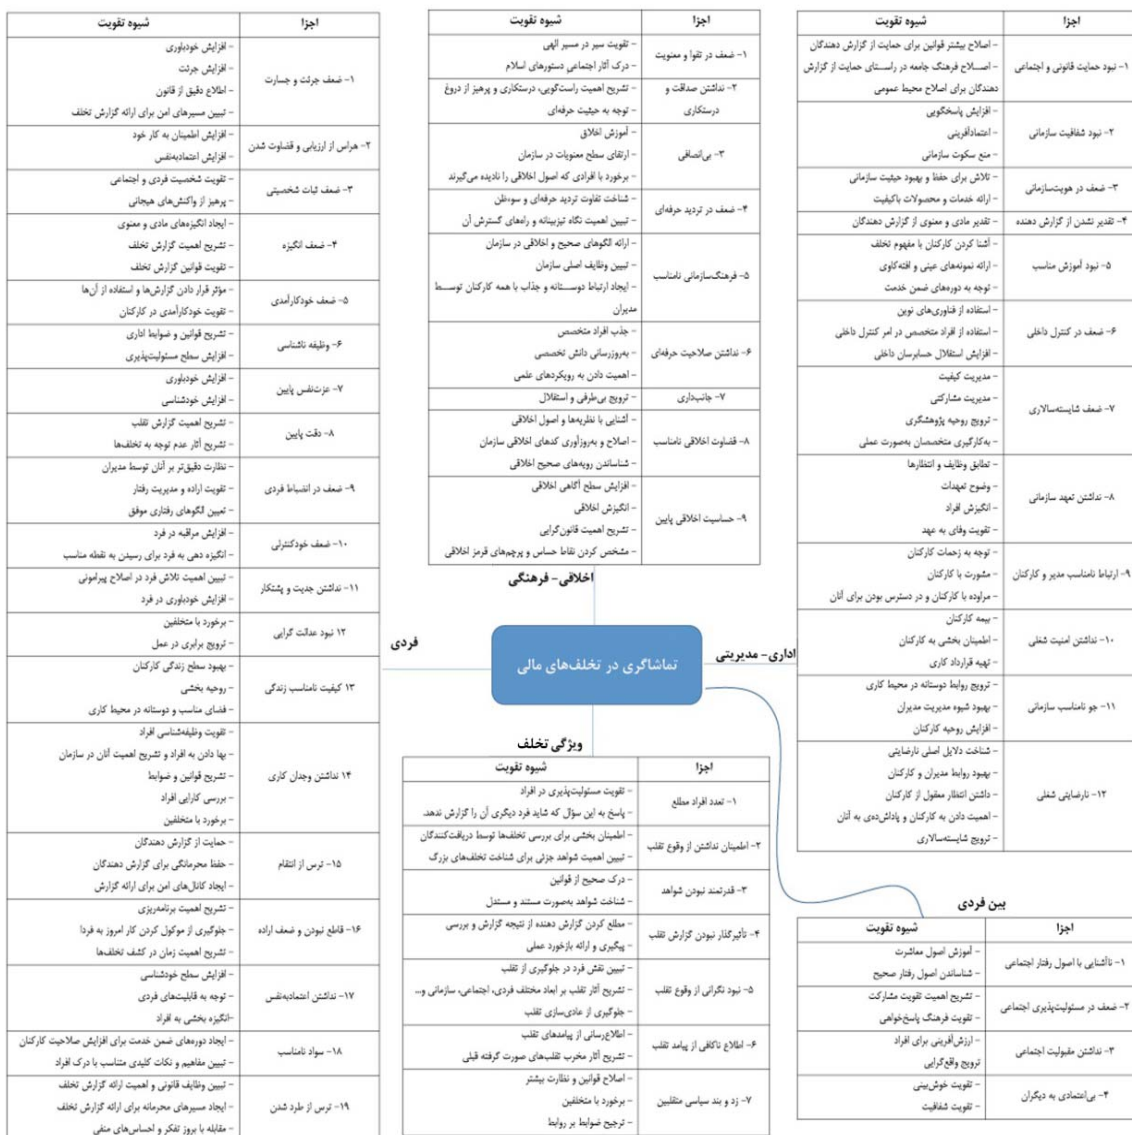 اجزا
شیوه تقویت
۱- نبود حمایت قانونی و اجتماعی
- اصلاح بیشتر قوانین برای حمایت از گزارش دهندگان
- اصـــلاح فرهنگ جامعه در راســـتای حمایت از گزارش
دهندگان برای اصلاح محیط عمومی
۲- نبود شفافیت سازمانی
- افزایش پاسخگویی
- اعتمادآفرینی
- منع سکوت سازمانی
۳- ضعف در هویت‌سازمانی
- تلاش برای حفظ و بهبود حیثیت سازمانی
- ارائه خدمات و محصولات باکیفیت
۴- تقدیر نشدن از گزارش دهنده
- تقدیر مادی و معنوی از گزارش دهندگان
۵- نبود آموزش مناسب
- آشنا کردن کارکنان با مفهوم تخلف
- ارائه نمونه‌های عینی و افته‌کاوی
- توجه به دوره‌های ضمن خدمت
۶- ضعف در کنترل داخلی
- استفاده از فناوری‌های نوین
- استفاده از افراد متخصص در امر کنترل داخلی
- افزایش استقلال حسابرسان داخلی
۷- ضعف شایسته‌سالاری
- مدیریت کیفیت
- مدیریت مشارکتی
- ترویج روحیه پژوهشگری
- به‌کارگیری متخصصان به‌صورت عملی
۸- نداشتن تعهد سازمانی
- تطابق وظایف و انتظارها
- وضوح تعهدات
- انگیزش افراد
- تقویت وفای به عهد
۹- ارتباط نامناسب مدیر و کارکنان
- توجه به زحمات کارکنان
- مشورت با کارکنان
- مراوده با کارکنان و در دسترس بودن برای آنان
۱۰- نداشتن امنیت شغلی
- بیمه کارکنان
- اطمینان بخشی به کارکنان
- تهیه قرارداد کاری
۱۱- جو نامناسب سازمانی
- ترویج روابط دوستانه در محیط کاری
- بهبود شیوه مدیریت مدیران
- افزایش روحیه کارکنان
۱۲- نارضایتی شغلی
- شناخت دلایل اصلی نارضایتی
- بهبود روابط مدیران و کارکنان
- داشتن انتظار معقول از کارکنان
- اهمیت دادن به کارکنان و پاداش‌ده‌ی به آنان
- ترویج شایسته‌سالاری
اداری- مدیریتی
اجزا
شیوه تقویت
۱- ضعف در تقوا و معنویت
- تقویت سیر در مسیر الهی
- درک آثار اجتماعی دستورهای اسلام
۲- نداشتن صداقت و
درستکاری
- تشریح اهمیت راست‌گویی، درستکاری و پرهیز از دروغ
- توجه به حیثیت حرفه‌ای
۳- بی‌انصافی
- آموزش اخلاق
- ارتقای سطح معنویات در سازمان
- برخورد با افرادی که اصول اخلاقی را نادیده می‌گیرند
۴- ضعف در تردید حرفه‌ای
- شناخت تفاوت تردید حرفه‌ای و سوءظن
- تبیین اهمیت نگاه تیزبینانه و راه‌های گسترش آن
۵- فرهنگ‌سازمانی نامناسب
- ارائه الگوهای صحیح و اخلاقی در سازمان
- تبیین وظایف اصلی سازمان
- ایجاد ارتباط دوســـتانه و جذاب با همه کارکنان توســـط
مدیران
۶- نداشتن صلاحیت حرفه‌ای
- جذب افراد متخصص
- به‌روزرسانی دانش تخصصی
- اهمیت دادن به رویکردهای علمی
۷- جانب‌داری
- ترویج بی‌طرفی و استقلال
۸- قضاوت اخلاقی نامناسب
- آشنایی با نظریه‌ها و اصول اخلاقی
- اصلاح و به‌روزآوری کدهای اخلاقی سازمان
- شناساندن رویه‌های صحیح اخلاقی
۹- حساسیت اخلاقی پایین
- افزایش سطح آگاهی اخلاقی
- انگیزش اخلاقی
- تشریح اهمیت قانون‌گرایی
- مشخص کردن نقاط حساس و پرچم‌های قرمز اخلاقی
اخلاقی- فرهنگی
اجزا
شیوه تقویت
۱- ضعف جرئت و جسارت
- افزایش خودباوری
- افزایش جرئت
- اطلاع دقیق از قانون
- تبیین مسیرهای امن برای ارائه گزارش تخلف
۲- هراس از ارزیابی و قضاوت شدن
- افزایش اطمینان به کار خود
- افزایش اعتمادبه‌نفس
۳- ضعف ثبات شخصیتی
- تقویت شخصیت فردی و اجتماعی
- پرهیز از واکنش‌های هیجانی
۴- ضعف انگیزه
- ایجاد انگیزه‌های مادی و معنوی
- تشریح اهمیت گزارش تخلف
- تقویت قوانین گزارش تخلف
۵- ضعف خودکارآمدی
- مؤثر قرار دادن گزارش‌ها و استفاده از آن‌ها
- تقویت خودکارآمدی در کارکنان
۶- وظیفه ناشناسی
- تشریح قوانین و ضوابط اداری
- افزایش سطح مسئولیت‌پذیری
۷- عزت‌نفس پایین
- افزایش خودباوری
- افزایش خودشناسی
۸- دقت پایین
- تشریح اهمیت گزارش تقلب
- تشریح آثار عدم توجه به تخلف‌ها
۹- ضعف در انضباط فردی
- نظارت دقیق‌تر بر آنان توسط مدیران
- تقویت اراده و مدیریت رفتار
- تعیین الگوهای رفتاری موفق
۱۰- ضعف خودکنترلی
- افزایش مراقبه در فرد
- انگیزه دهی به فرد برای رسیدن به نقطه مناسب
۱۱- نداشتن جدیت و پشتکار
- تبیین اهمیت تلاش فرد در اصلاح پیرامونی
- افزایش خودباوری در فرد
۱۲ نبود عدالت گرایی
- برخورد با متخلفین
- ترویج برابری در عمل
۱۳ کیفیت نامناسب زندگی
- بهبود سطح زندگی کارکنان
- روحیه بخشی
- فضای مناسب و دوستانه در محیط کاری
۱۴ نداشتن وجدان کاری
- تقویت وظیفه‌شناسی افراد
- بها دادن به افراد و تشریح اهمیت آنان در سازمان
- تشریح قوانین و ضوابط
- بررسی کارایی افراد
- برخورد با متخلفین
۱۵- ترس از انتقام
- حمایت از گزارش دهندگان
- حفظ محرمانگی برای گزارش دهندگان
- ایجاد کانال‌های امن برای ارائه گزارش
۱۶- قاطع نبودن و ضعف اراده
- تشریح اهمیت برنامه‌ریزی
- جلوگیری از موکول کردن کار امروز به فردا
- تشریح اهمیت زمان در کشف تخلف‌ها
۱۷- نداشتن اعتمادبه‌نفس
- افزایش سطح خودشناسی
- توجه به قابلیت‌های فردی
-انگیزه بخشی به افراد
۱۸- سواد نامناسب
- ایجاد دوره‌های ضمن خدمت برای افزایش صلاحیت کارکنان
- تبیین مفاهیم و نکات کلیدی متناسب با درک افراد
۱۹- ترس از طرد شدن
- تبیین وظایف قانونی و اهمیت ارائه گزارش تخلف
- ایجاد مسیرهای محرمانه برای ارائه گزارش تخلف
- مقابله با بروز تفکر و احساس‌های منفی
فردی
تماشاگری در تخلف‌های مالی
ویژگی تخلف
اجزا
شیوه تقویت
۱- تعدد افراد مطلع
- تقویت مسئولیت‌پذیری در افراد
- پاسخ به این سؤال که شاید فرد دیگری آن را گزارش ندهد.
۲- اطمینان نداشتن از وقوع تقلب
- اطمینان بخشی برای بررسی تخلف‌ها توسط دریافت‌کنندگان
- تبیین اهمیت شواهد جزئی برای شناخت تخلف‌های بزرگ
۳- قدرتمند نبودن شواهد
- درک صحیح از قوانین
- شناخت شواهد به‌صورت مستند و مستدل
۴- تأثیرگذار نبودن گزارش تقلب
- مطلع کردن گزارش دهنده از نتیجه گزارش و بررسی
- پیگیری و ارائه بازخورد عملی
۵- نبود نگرانی از وقوع تقلب
- تبیین نقش فرد در جلوگیری از تقلب
- تشریح آثار تقلب بر ابعاد مختلف فردی، اجتماعی، سازمانی و...
- جلوگیری از عادی‌سازی تقلب
۶- اطلاع ناکافی از پیامد تقلب
- اطلاع‌رسانی از پیامدهای تقلب
- تشریح آثار مخرب تقلب‌های صورت گرفته قبلی
۷- زد و بند سیاسی متقلبین
- اصلاح قوانین و نظارت بیشتر
- برخورد با متخلفین
- ترجیح ضوابط بر روابط
بین فردی
اجزا
شیوه تقویت
۱- ناآشنایی با اصول رفتار اجتماعی
- آموزش اصول معاشرت
- شناساندن اصول رفتار صحیح
۲- ضعف در مسئولیت‌پذیری اجتماعی
- تشریح اهمیت تقویت مشارکت
- تقویت فرهنگ پاسخ‌خواهی
۳- نداشتن مقبولیت اجتماعی
- ارزش‌آفرینی برای افراد
ترویج واقع‌گرایی
۴- بی‌اعتمادی به دیگران
- تقویت خوش‌بینی
- تقویت شفافیت